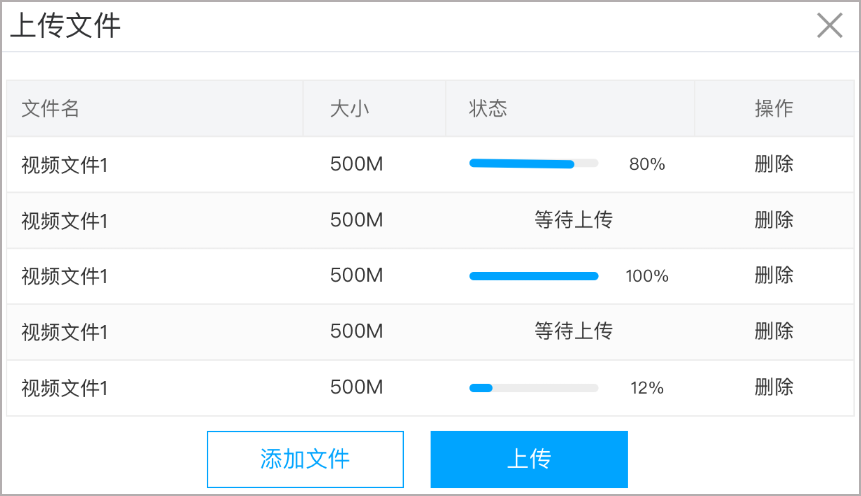 上传文件
文件名 大小 状态 操作
视频文件1 500M 80% 删除
视频文件1 500M 等待上传 删除
视频文件1 500M 100% 删除
视频文件1 500M 等待上传 删除
视频文件1 500M 12% 删除
添加文件 上传